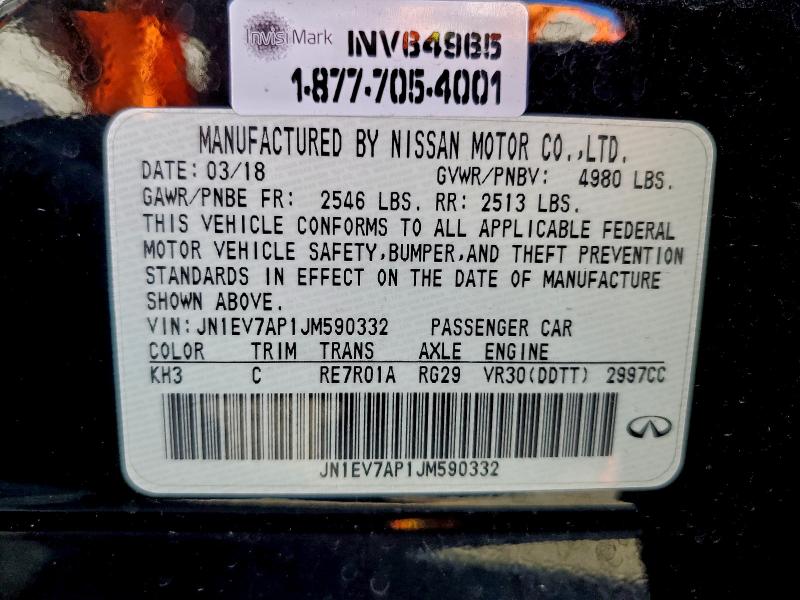 InvisiMark INV64965
1-877-705-4001
MANUFACTURED BY NISSAN MOTOR CO.,LTD.
DATE: 03/18 GVWR/PNBV: 4980 LBS.
GAWR/PNBE FR: 2546 LBS. RR: 2513 LBS.
THIS VEHICLE CONFORMS TO ALL APPLICABLE FEDERAL
MOTOR VEHICLE SAFETY,BUMPER,AND THEFT PREVENTION
STANDARDS IN EFFECT ON THE DATE OF MANUFACTURE
SHOWN ABOVE.
VIN:JN1EV7AP1JM590332 PASSENGER CAR
COLOR TRIM TRANS AXLE ENGINE
KH3 C RE7R01A RG29 VR30(DDTT) 2997CC
JN1EV7AP1JM590332